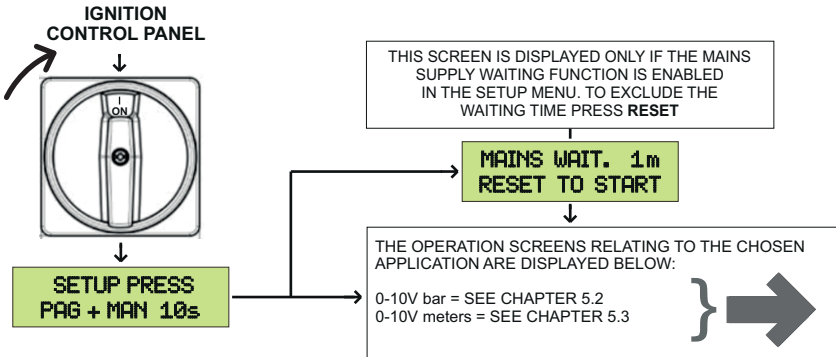 IGNITION
CONTROL PANEL
I
ON
SETUP PRESS
PAG + MAN 10s
THIS SCREEN IS DISPLAYED ONLY IF THE MAINS
SUPPLY WAITING FUNCTION IS ENABLED
IN THE SETUP MENU. TO EXCLUDE THE
WAITING TIME PRESS RESET
MAINS WAIT. 1m
RESET TO START
THE OPERATION SCREENS RELATING TO THE CHOSEN
APPLICATION ARE DISPLAYED BELOW:
0-10V bar = SEE CHAPTER 5.2
0-10V meters = SEE CHAPTER 5.3